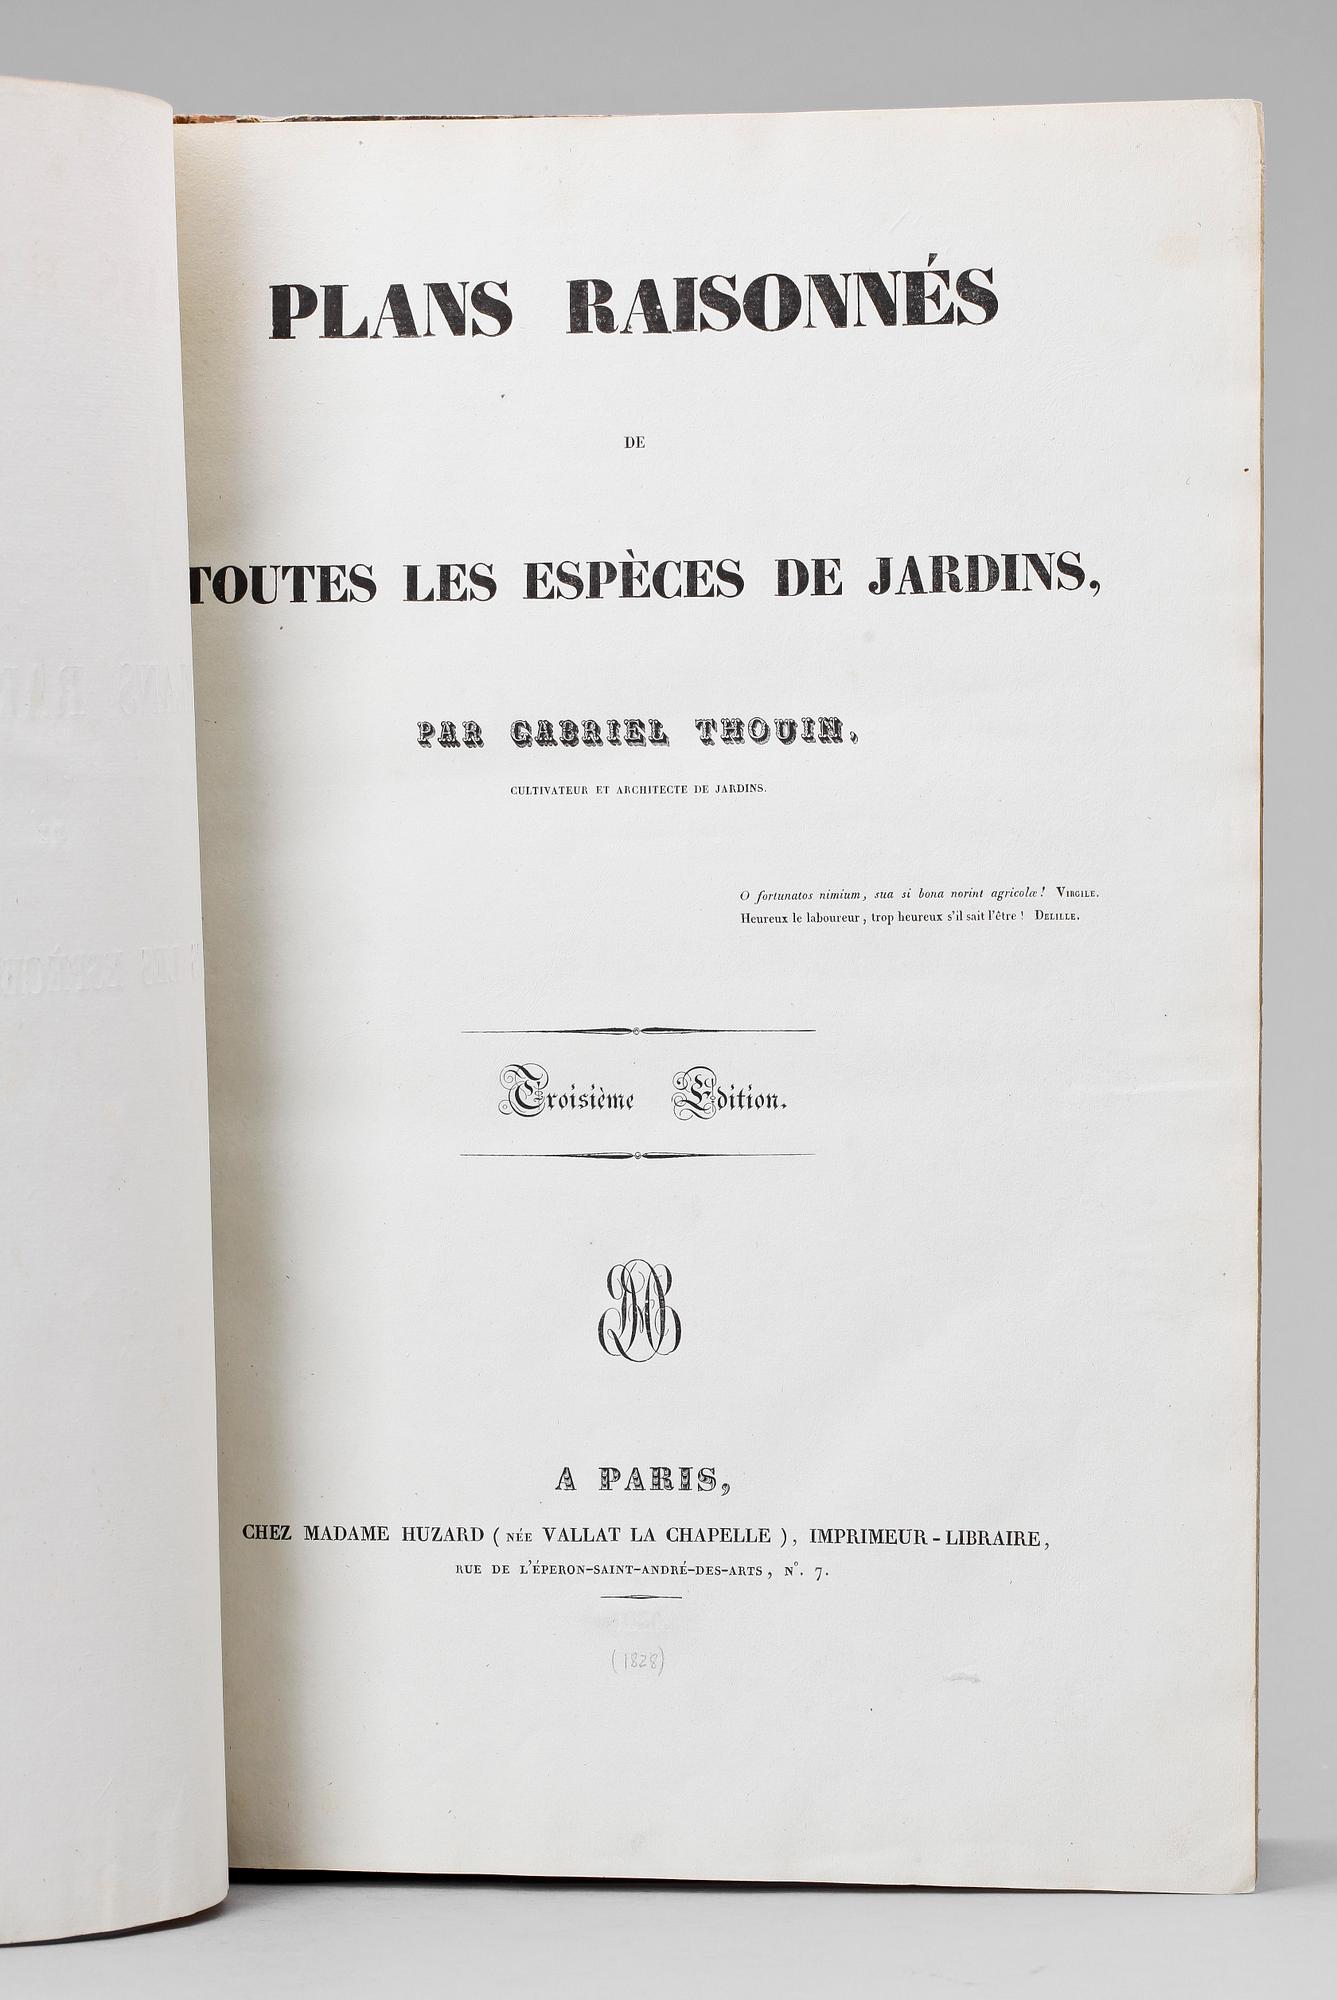 PLANS RAISONNÉS
DE
TOUTES LES ESPÈCES DE JARDINS,
PAR GABRIEL THOUIN,
CULTIVATEUR ET ARCHITECTE DE JARDINS.
O fortunatos nimium, sua si bona norint agricolæ! VIRGILE.
Heureux le laboureur, trop heureux s'il sait l'être! DELILLE.
Troisième Edition.
A PARIS,
CHEZ MADAME HUZARD (NÉE VALLAT LA CHAPELLE), IMPRIMEUR-LIBRAIRE,
RUE DE L'ÉPERON-SAINT-ANDRÉ-DES-ARTS, N°. 7.
(1828)